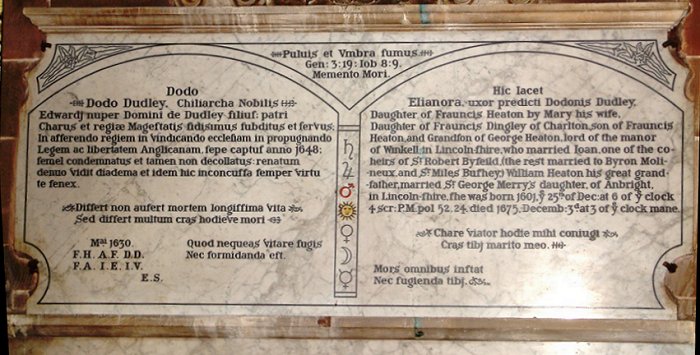 Puluis et Vmbra fumus
Gen: 3:19: Iob 8:9.
Memento Mori.
Dodo
Dodo Dudley, Chiliarcha Nobilis
Edwardj nuper Domini de Dudley filiuſ: patri
Charus et regiæ Mageſtatis fidisimus ſubditus et ſervus,
In aſſerendo regiem in vindicando eccleſiam in propugnando
Legem ac libertatem Anglicanam, ſepe captuſ anno 1648:
ſemel condemnatus et tamen non decollatus: renatum
denuo vidit diadema et idem hic inconcuſſa ſemper virtu
te ſenex.
Differt non aufert mortem longiſſima vita
Sed differt multum cras hodieve mori
Mai 1630.
F.H. A.F. D.D.
F.A. I.E. I.V.
E.S.
Quod nequeas vitare fugis
Nec formidanda eſt.
♄
♃
♂
☉
♀
☽
☿
Hic Iacet
Elianora, uxor predicti Dodonis Dudley,
Daughter of Frauncis Heaton by Mary his wife,
Daughter of Frauncis Dingley of Charlton, son of Frauncis
Heaton, and Grandſon of George Heaton, lord of the manor
of Winkell in Lincoln-ſhire, who married Ioan, one of the co-
heirs of Sr Robert Byfeild, (the rest married to Byron Moli-
neux, and Sr Miles Buſhey) William Heaton his great grand-
father, married, Sr George Merry's daughter, of Anbright,
in Lincoln-ſhire, ſhe was born 1601, ye 25th of Dec: at 6 of ye clock
4 scr: P.M. pol 52, 24, died 1675, Decemb: 3d at 3 of ye clock mane.
Chare viator hodie mihi coniugi
Cras tibj marito meo.
Mors omnibus inſtat
Nec fugienda tibj.